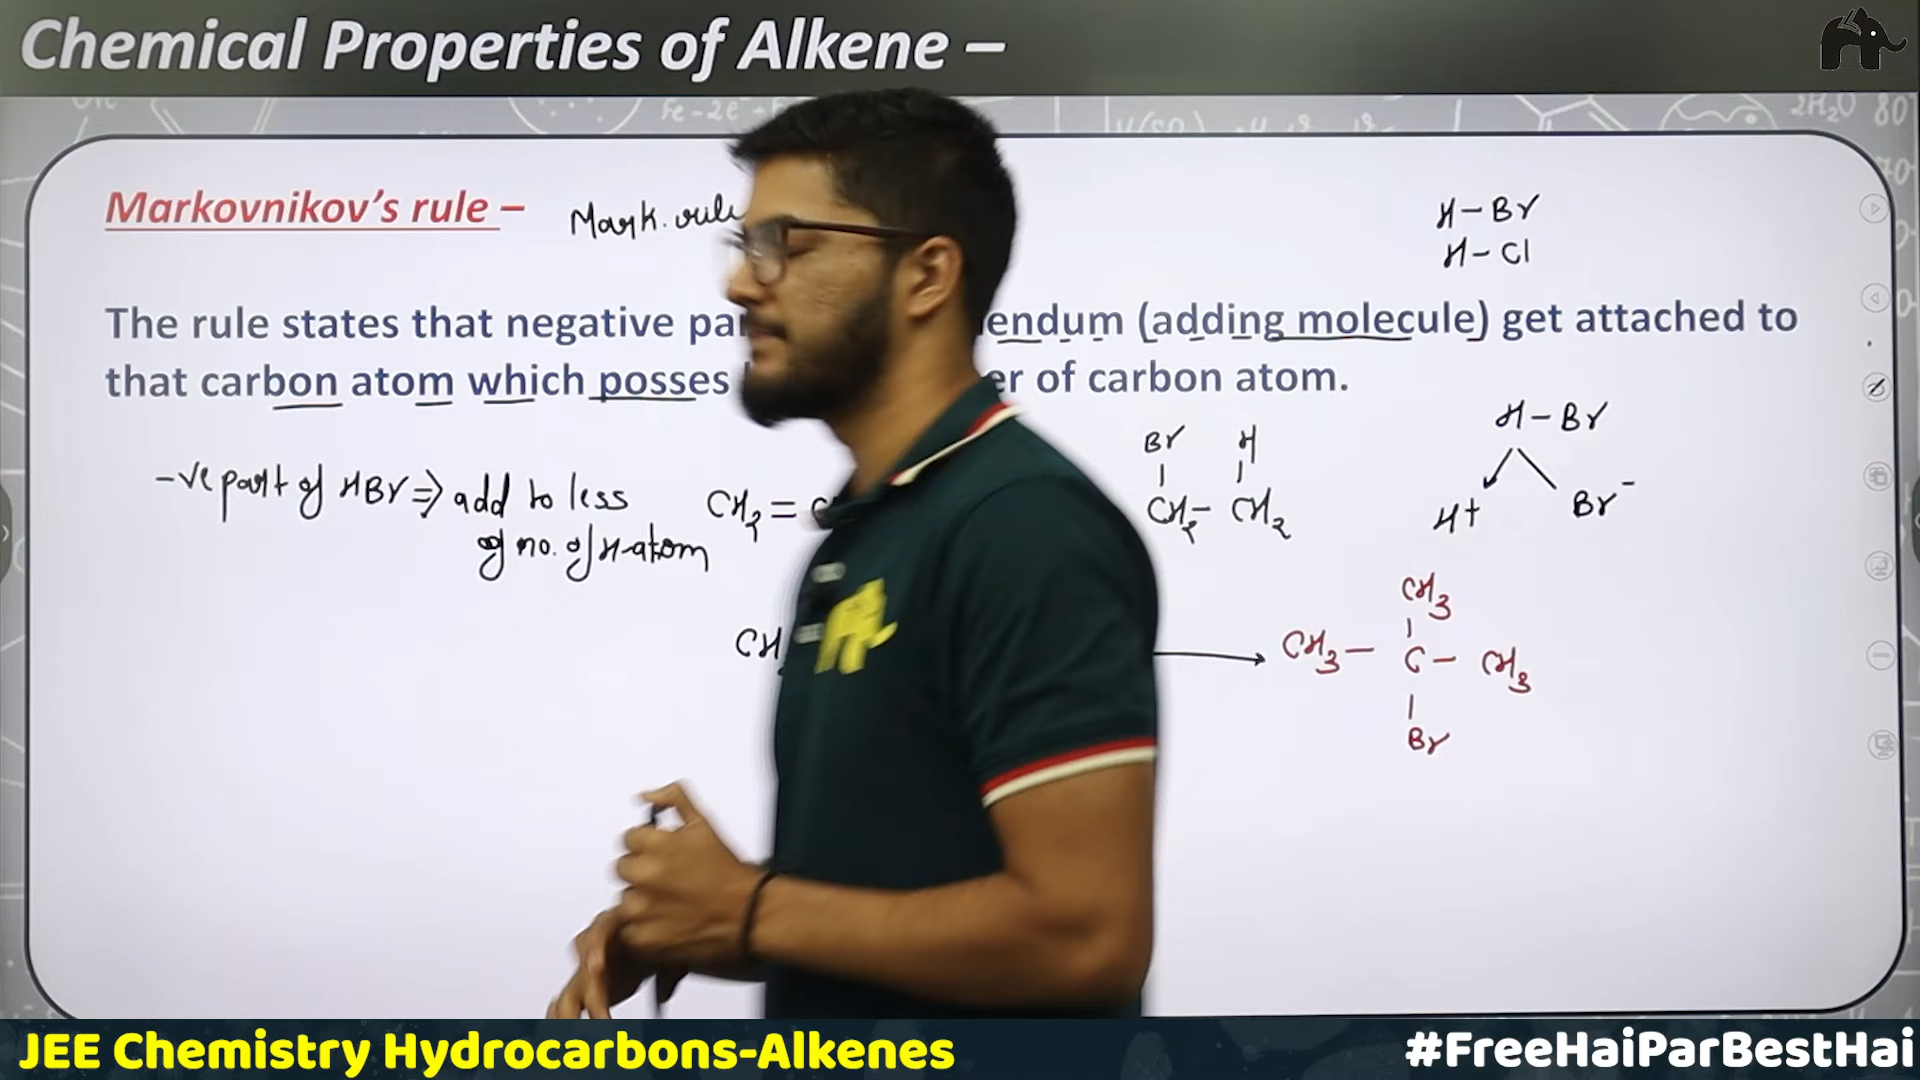 Chemical Properties of Alkene –
Markovnikov's rule – Mark. rule
H – Br
H – Cl
The rule states that negative endum (adding molecule) get attached to
that carbon atom which posses of carbon atom.
-ve part of HBr ⇒ add to less
of no. of H-atom
CH2 =
Br H
CH2 – CH2
H – Br
H+ Br-
CH3
CH3 – C – CH3
Br
JEE Chemistry Hydrocarbons-Alkenes
#FreeHaiParBestHai